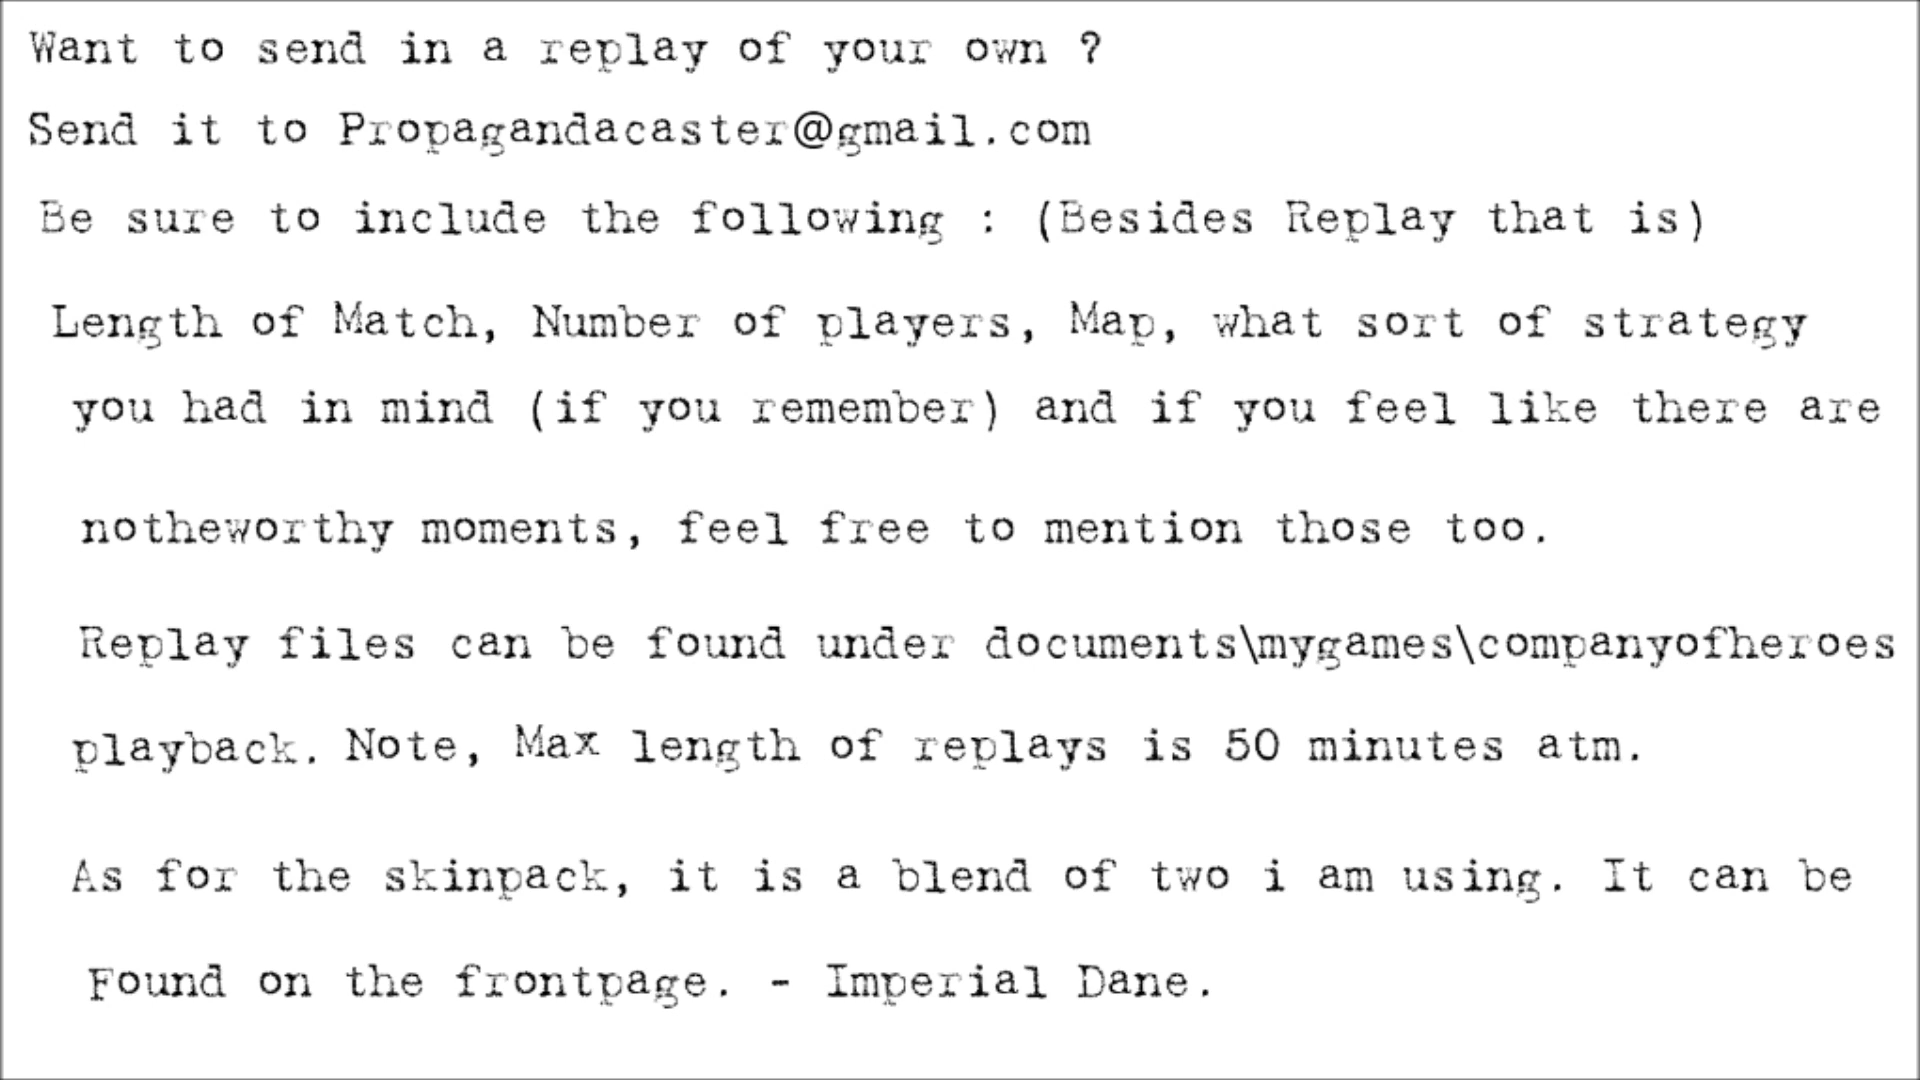 Want to send in a replay of your own ?
Send it to Propagandacaster@gmail.com
Be sure to include the following : (Besides Replay that is)
Length of Match, Number of players, Map, what sort of strategy
you had in mind (if you remember) and if you feel like there are
notheworthy moments, feel free to mention those too.
Replay files can be found under documents\mygames\companyofheroes
playback. Note, Max length of replays is 50 minutes atm.
As for the skinpack, it is a blend of two i am using. It can be
Found on the frontpage. - Imperial Dane.